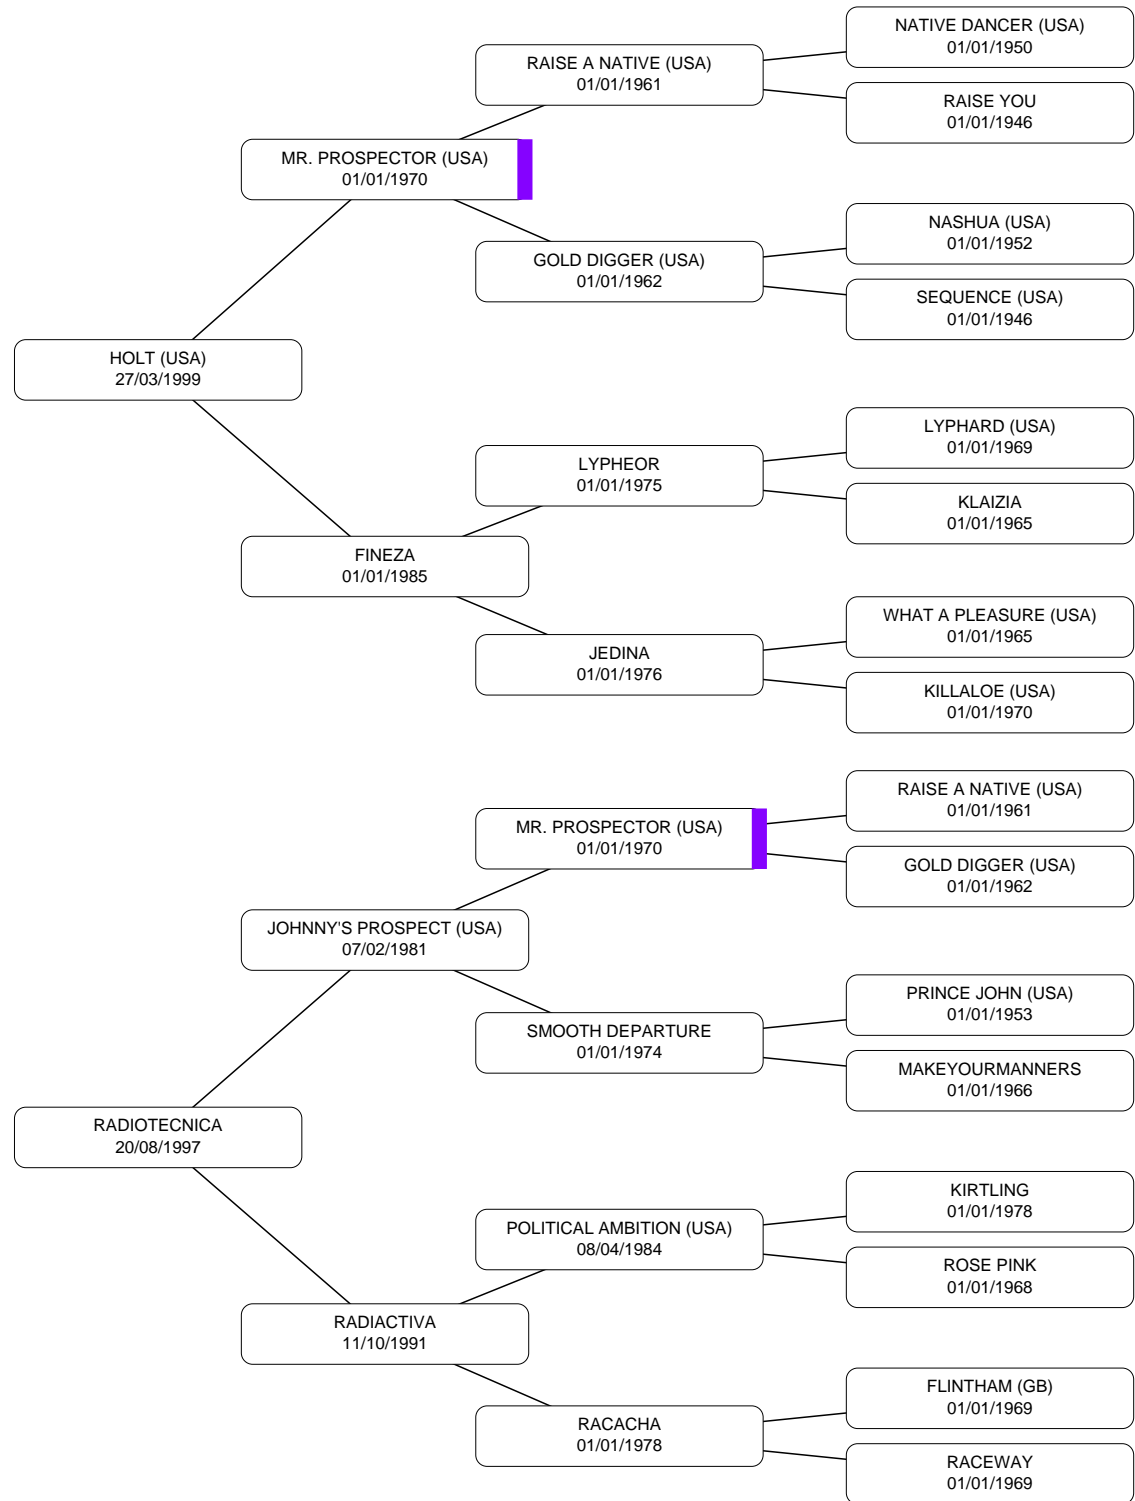 NATIVE DANCER (USA)
01/01/1950
RAISE A NATIVE (USA)
01/01/1961
RAISE YOU
01/01/1946
MR. PROSPECTOR (USA)
01/01/1970
NASHUA (USA)
01/01/1952
GOLD DIGGER (USA)
01/01/1962
SEQUENCE (USA)
01/01/1946
HOLT (USA)
27/03/1999
LYPHARD (USA)
01/01/1969
LYPHEOR
01/01/1975
KLAIZIA
01/01/1965
FINEZA
01/01/1985
WHAT A PLEASURE (USA)
01/01/1965
JEDINA
01/01/1976
KILLALOE (USA)
01/01/1970
RAISE A NATIVE (USA)
01/01/1961
MR. PROSPECTOR (USA)
01/01/1970
GOLD DIGGER (USA)
01/01/1962
JOHNNY'S PROSPECT (USA)
07/02/1981
PRINCE JOHN (USA)
01/01/1953
SMOOTH DEPARTURE
01/01/1974
MAKEYOURMANNERS
01/01/1966
RADIOTECNICA
20/08/1997
KIRTLING
01/01/1978
POLITICAL AMBITION (USA)
08/04/1984
ROSE PINK
01/01/1968
RADIACTIVA
11/10/1991
FLINTHAM (GB)
01/01/1969
RACACHA
01/01/1978
RACEWAY
01/01/1969